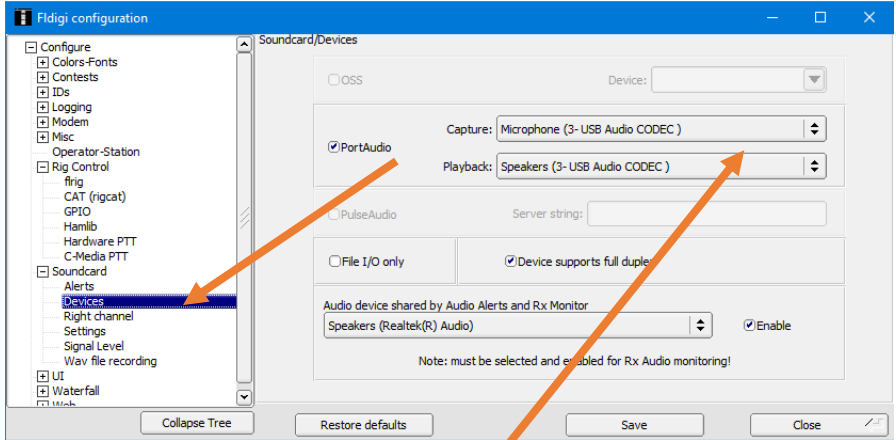 Fldigi configuration
Configure
Colors-Fonts
Contests
IDs
Logging
Modem
Misc
Operator-Station
Rig Control
flrig
CAT (rigcat)
GPIO
Hamlib
Hardware PTT
C-Media PTT
Soundcard
Alerts
Devices
Right channel
Settings
Signal Level
Wav file recording
UI
Waterfall
Web
Collapse Tree
Soundcard/Devices
OSS Device:
PortAudio
Capture: Microphone (3- USB Audio CODEC )
Playback: Speakers (3- USB Audio CODEC )
PulseAudio Server string:
File I/O only Device supports full duplex
Audio device shared by Audio Alerts and Rx Monitor
Speakers (Realtek(R) Audio) Enable
Note: must be selected and enabled for Rx Audio monitoring!
Restore defaults Save Close